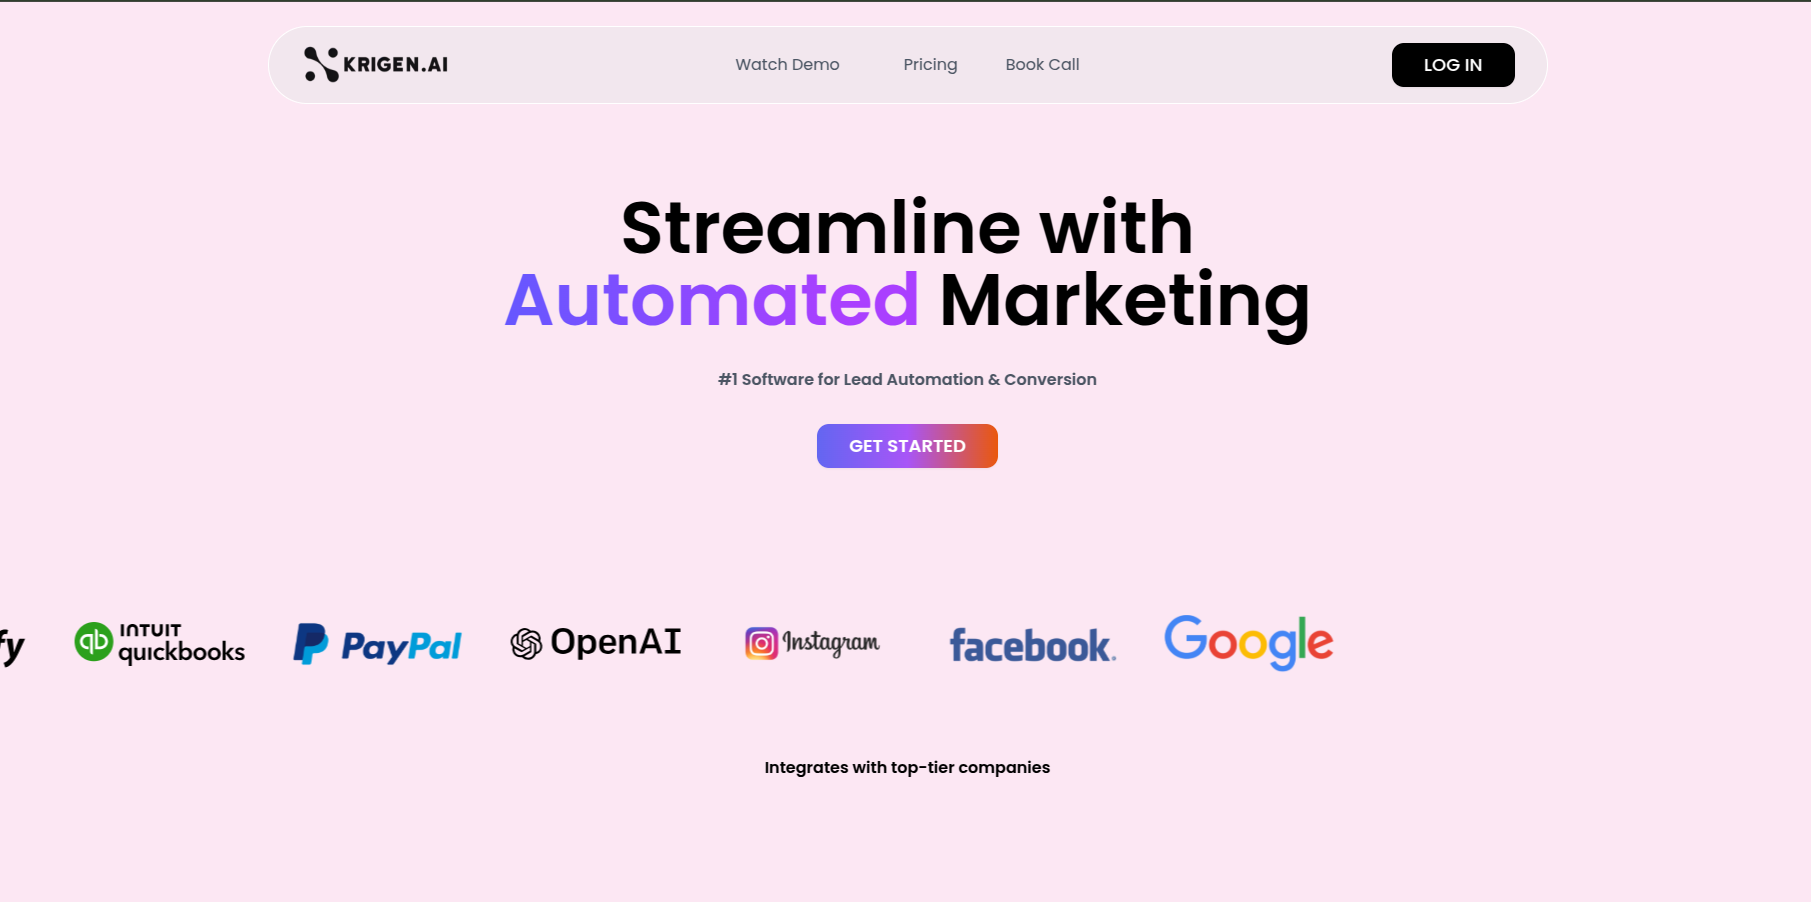 KRIGEN.AI
Watch Demo
Pricing
Book Call
LOG IN
Streamline with
Automated Marketing
#1 Software for Lead Automation & Conversion
GET STARTED
fy
INTUIT
quickbooks
PayPal
OpenAI
Instagram
facebook.
Google
Integrates with top-tier companies